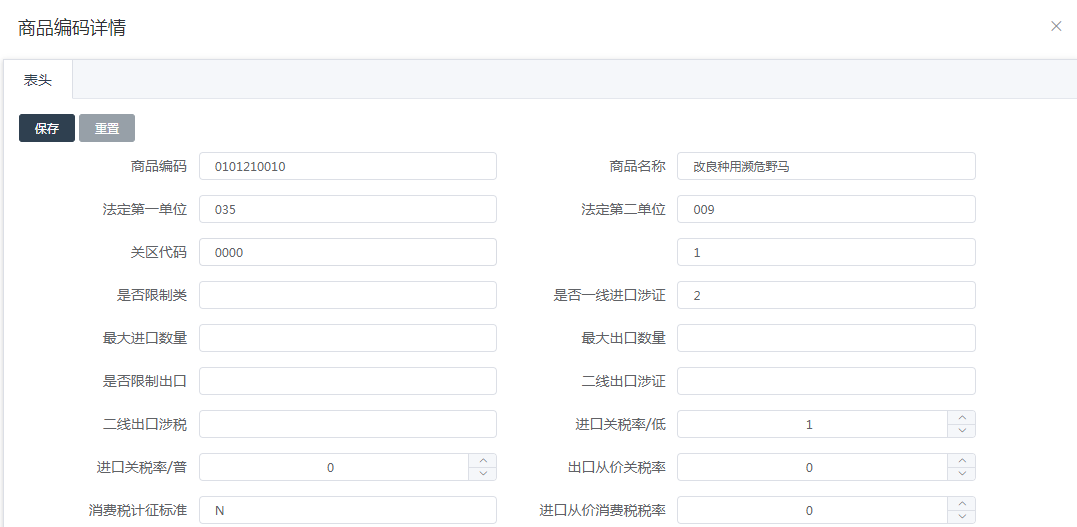 商品编码详情
表头
保存 重置
商品编码 0101210010 商品名称 改良种用濒危野马
法定第一单位 035 法定第二单位 009
关区代码 0000 1
是否限制类 是否一线进口涉证 2
最大进口数量 最大出口数量
是否限制出口 二线出口涉证
二线出口涉税 进口关税率/低 1
进口关税率/普 0 出口从价关税率 0
消费税计征标准 N 进口从价消费税税率 0